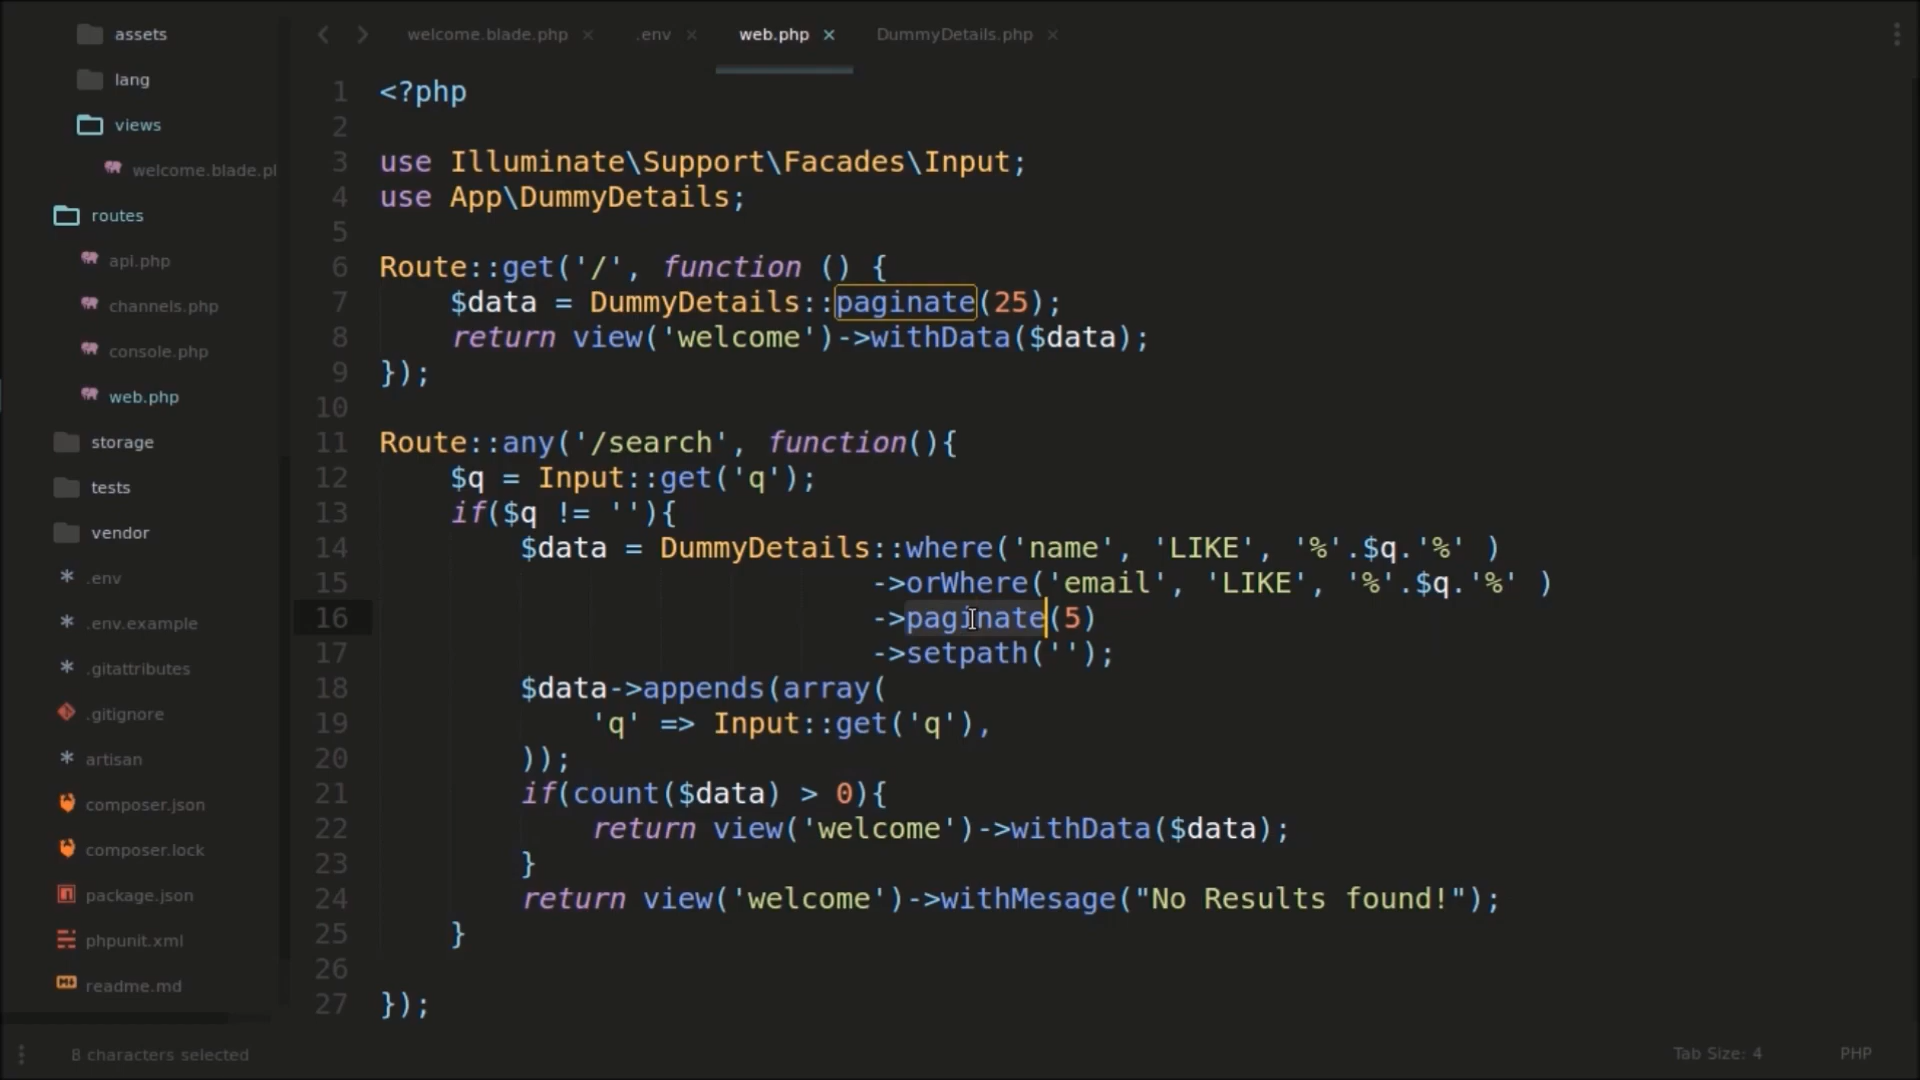 assets
lang
views
welcome.blade.p
routes
api.php
channels.php
console.php
web.php
storage
tests
vendor
.env
.env.example
.gitattributes
.gitignore
artisan
composer.json
composer.lock
package.json
phpunit.xml
readme.md
welcome.blade.php × .env × web.php × DummyDetails.php ×
1 <?php
2
3 use Illuminate\Support\Facades\Input;
4 use App\DummyDetails;
5
6 Route::get('/', function () {
7     $data = DummyDetails::paginate(25);
8     return view('welcome')->withData($data);
9 });
10
11 Route::any('/search', function(){
12     $q = Input::get('q');
13     if($q != ''){
14         $data = DummyDetails::where('name', 'LIKE', '%'.$q.'%' )
15                             ->orWhere('email', 'LIKE', '%'.$q.'%' )
16                             ->paginate(5)
17                             ->setpath('');
18         $data->appends(array(
19             'q' => Input::get('q'),
20         ));
21         if(count($data) > 0){
22             return view('welcome')->withData($data);
23         }
24         return view('welcome')->withMesage("No Results found!");
25     }
26
27 });
8 characters selected
Tab Size: 4 PHP